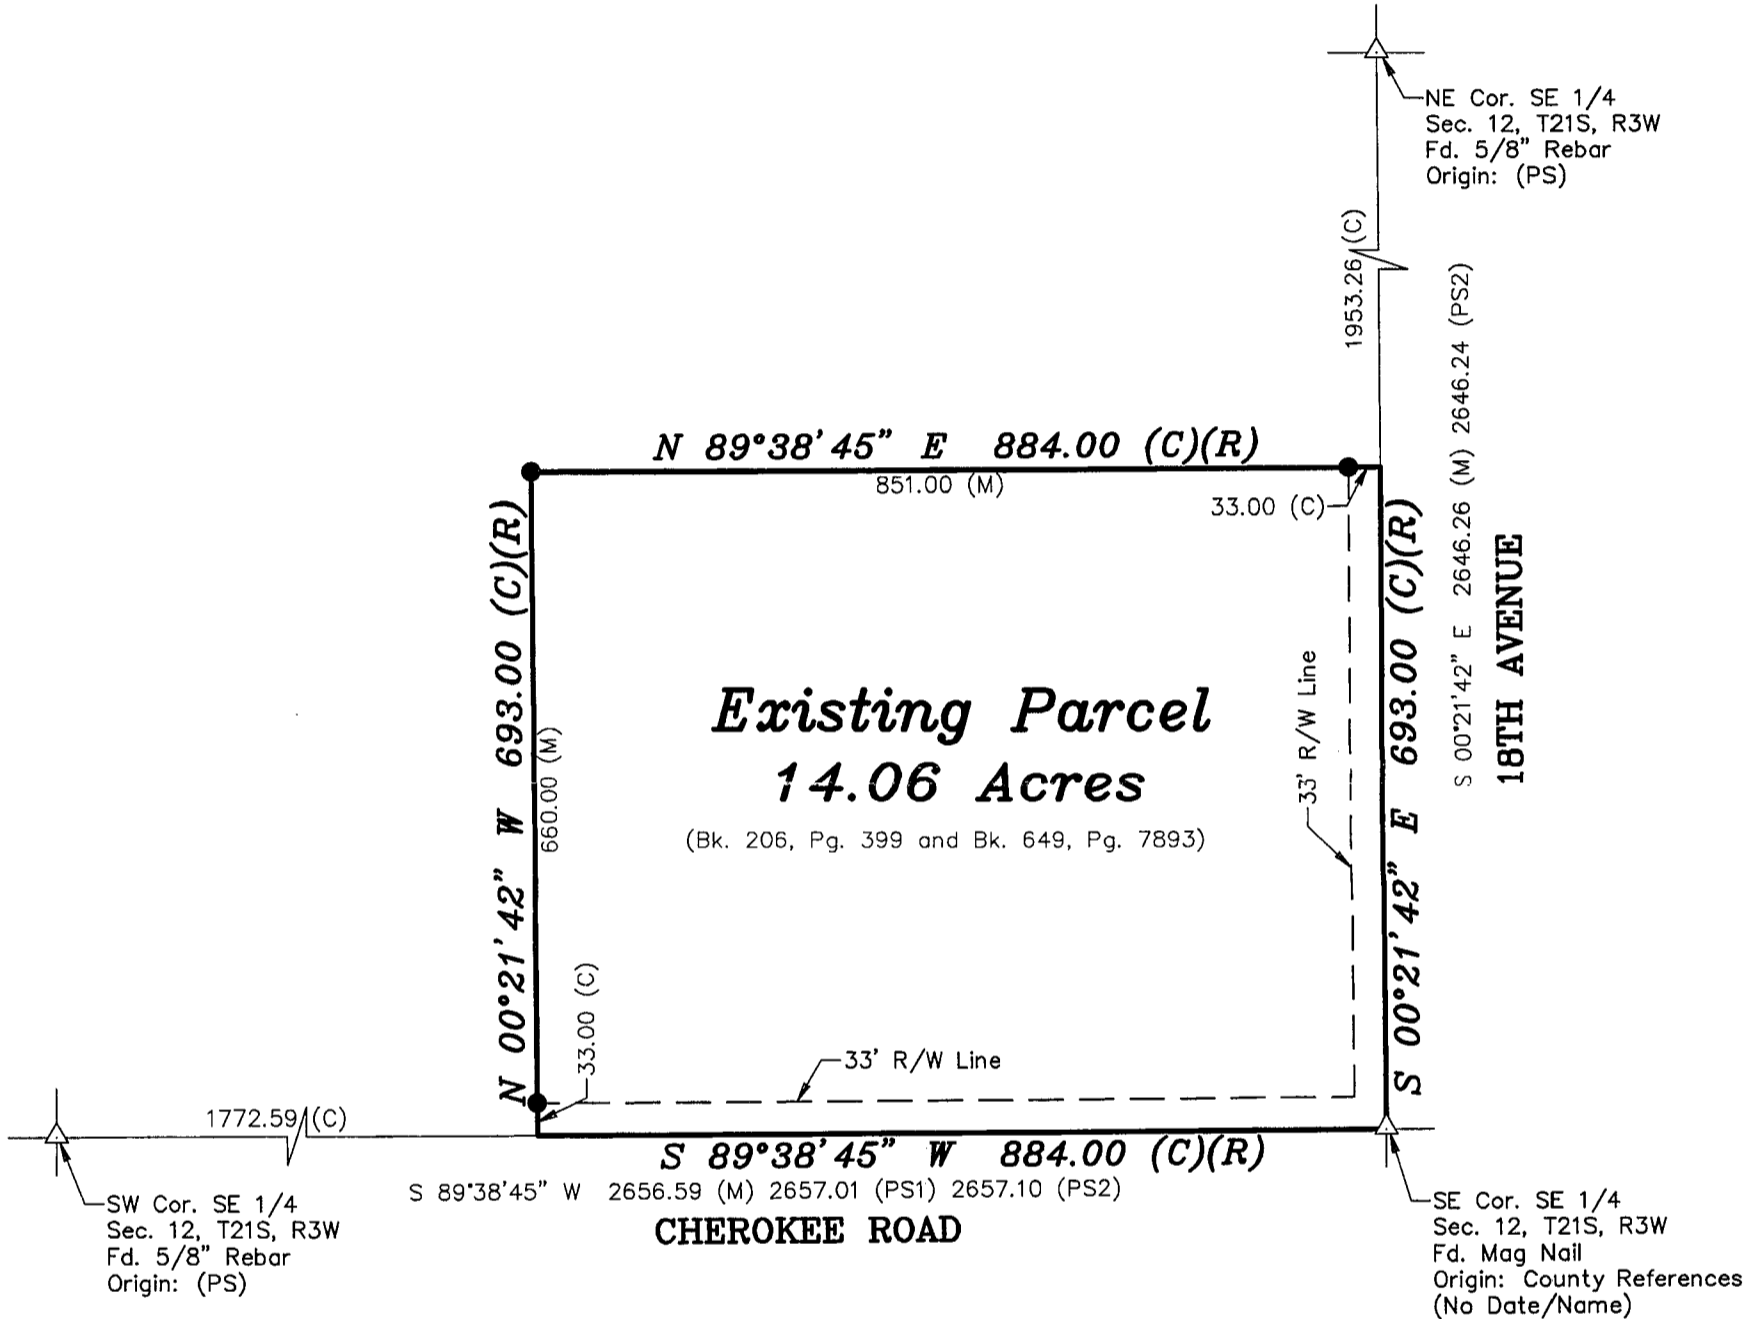 NE Cor. SE 1/4
Sec. 12, T21S, R3W
Fd. 5/8" Rebar
Origin: (PS)
1953.26 (C)
S 00°21'42" E 2646.26 (M) 2646.24 (PS2)
18TH AVENUE
N 89°38'45" E 884.00 (C)(R)
851.00 (M)
33.00 (C)
N 00°21'42" W 693.00 (C)(R)
660.00 (M)
S 00°21'42" E 693.00 (C)(R)
33' R/W Line
Existing Parcel
14.06 Acres
(Bk. 206, Pg. 399 and Bk. 649, Pg. 7893)
33.00 (C)
33' R/W Line
1772.59 (C)
S 89°38'45" W 884.00 (C)(R)
S 89°38'45" W 2656.59 (M) 2657.01 (PS1) 2657.10 (PS2)
CHEROKEE ROAD
SW Cor. SE 1/4
Sec. 12, T21S, R3W
Fd. 5/8" Rebar
Origin: (PS)
SE Cor. SE 1/4
Sec. 12, T21S, R3W
Fd. Mag Nail
Origin: County References
(No Date/Name)